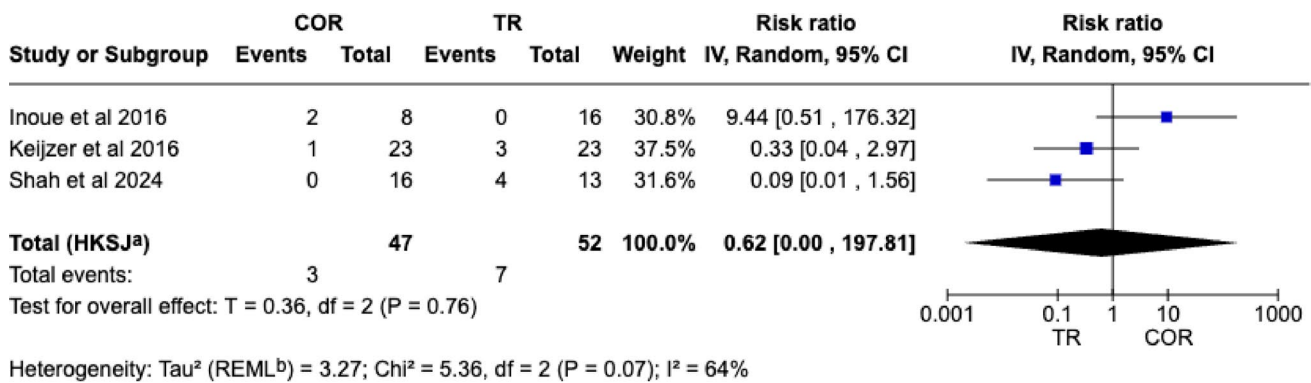 COR TR Risk ratio Risk ratio
Study or Subgroup Events Total Events Total Weight IV, Random, 95% CI IV, Random, 95% CI
Inoue et al 2016 2 8 0 16 30.8% 9.44 [0.51 , 176.32]
Keijzer et al 2016 1 23 3 23 37.5% 0.33 [0.04 , 2.97]
Shah et al 2024 0 16 4 13 31.6% 0.09 [0.01 , 1.56]
Total (HKSJᵃ) 47 52 100.0% 0.62 [0.00 , 197.81]
Total events: 3 7
Test for overall effect: T = 0.36, df = 2 (P = 0.76)
0.001 0.1 1 10 1000
TR COR
Heterogeneity: Tau² (REMLᵇ) = 3.27; Chi² = 5.36, df = 2 (P = 0.07); I² = 64%